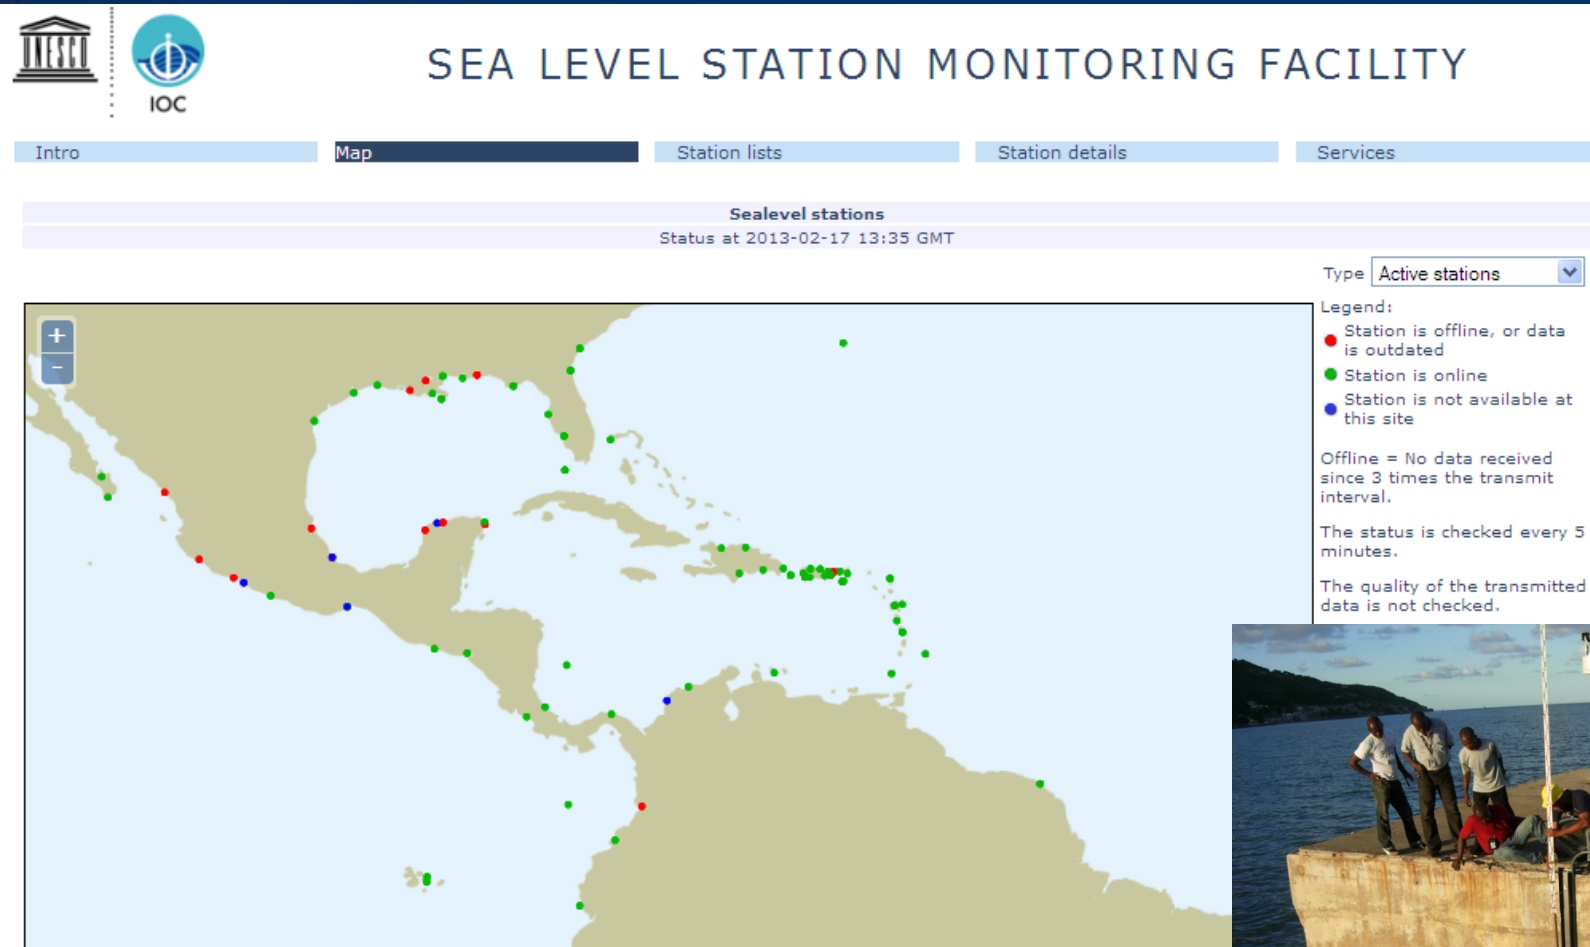 UNESCO
IOC
SEA LEVEL STATION MONITORING FACILITY
Intro
Map
Station lists
Station details
Services
Sealevel stations
Status at 2013-02-17 13:35 GMT
Type
Active stations
+
-
Legend:
Station is offline, or data
is outdated
Station is online
Station is not available at
this site
Offline = No data received
since 3 times the transmit
interval.
The status is checked every 5
minutes.
The quality of the transmitted
data is not checked.